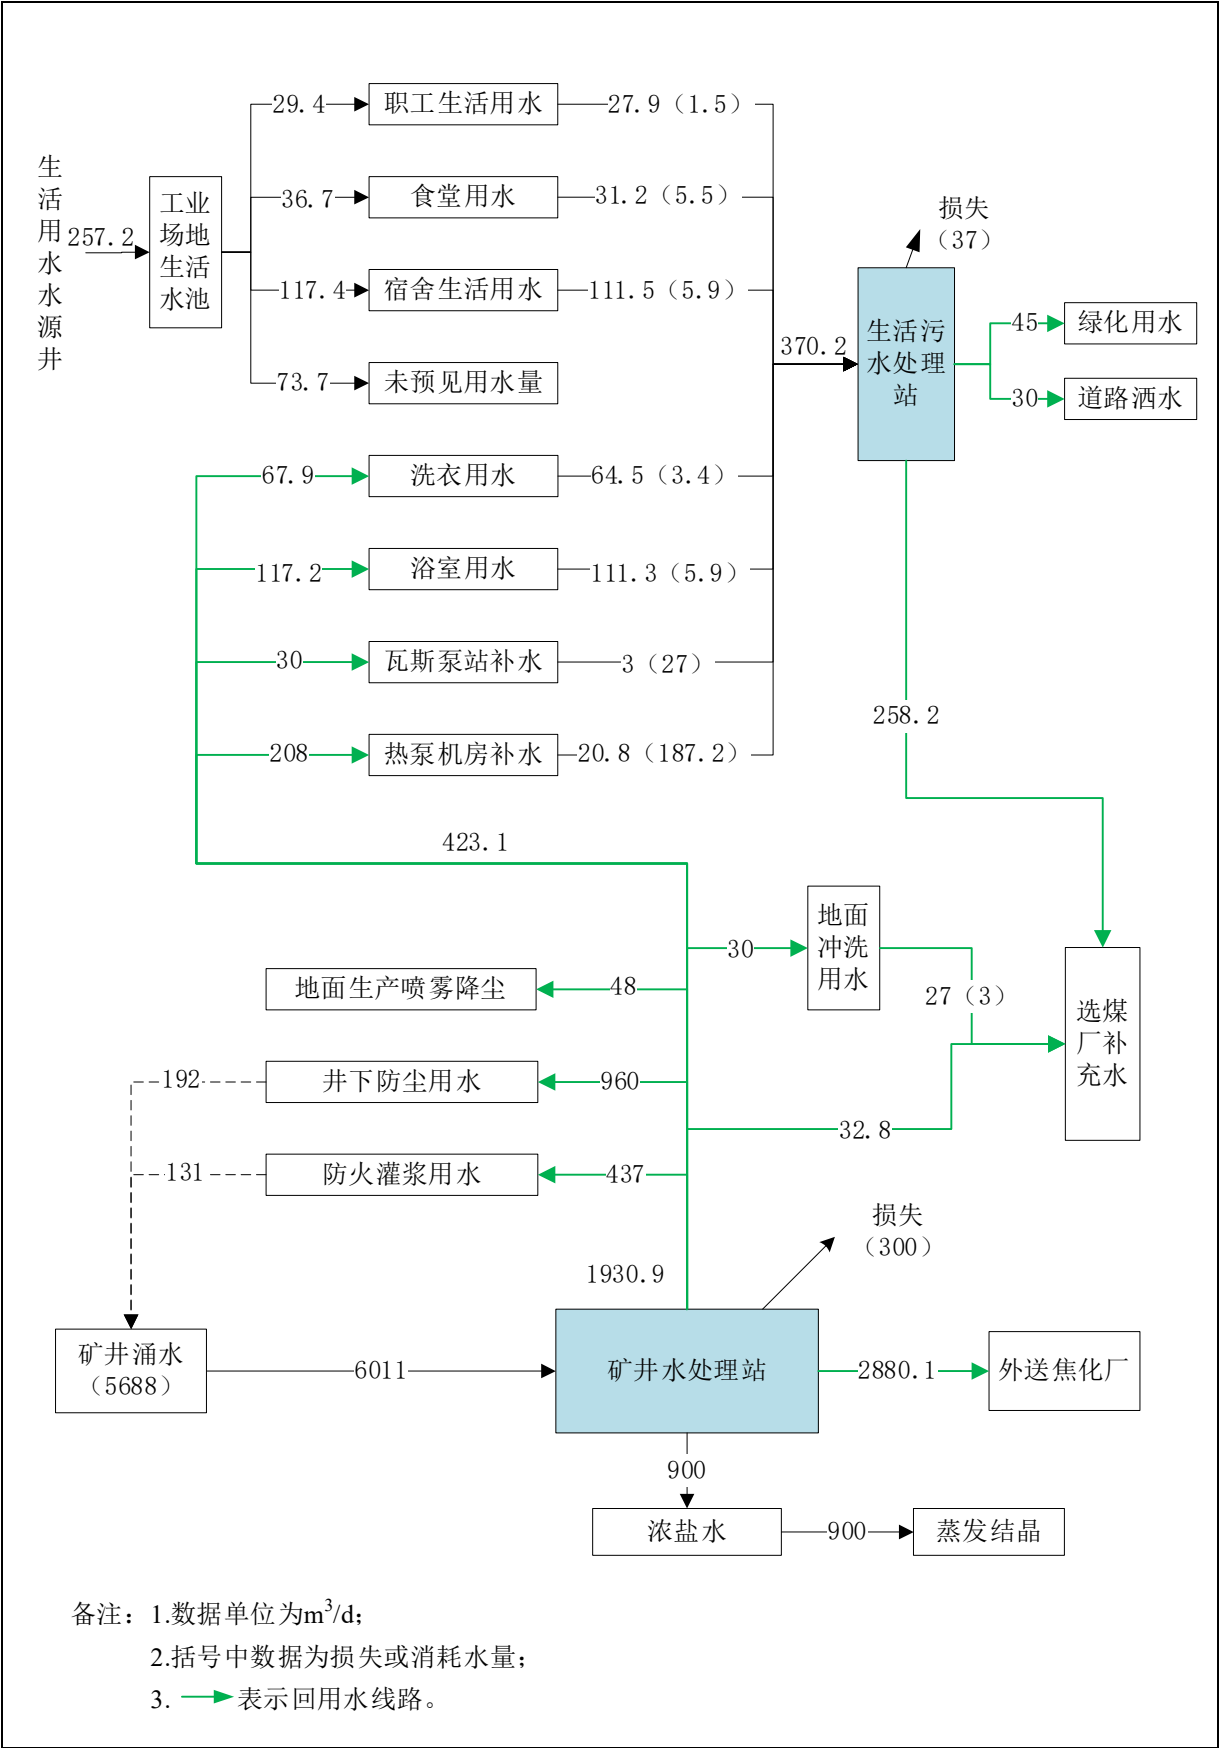 生活用水水源井
257.2
工业
场地
生活
水池
29.4
职工生活用水
27.9（1.5）
36.7
食堂用水
31.2（5.5）
117.4
宿舍生活用水
111.5（5.9）
73.7
未预见用水量
67.9
洗衣用水
64.5（3.4）
117.2
浴室用水
111.3（5.9）
30
瓦斯泵站补水
3（27）
208
热泵机房补水
20.8（187.2）
370.2
损失
（37）
生活污
水处理
站
45
绿化用水
30
道路洒水
258.2
423.1
30
地面
冲洗
用水
27（3）
选煤
厂补
充水
地面生产喷雾降尘
48
192
井下防尘用水
960
32.8
131
防火灌浆用水
437
损失
（300）
1930.9
矿井涌水
（5688）
6011
矿井水处理站
2880.1
外送焦化厂
900
浓盐水
900
蒸发结晶
备注：1.数据单位为m³/d；
2.括号中数据为损失或消耗水量；
3. 表示回用水线路。